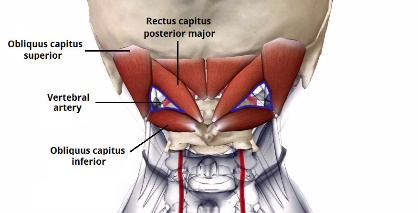 Rectus capitus
posterior major
Obliquus capitus
superior
Vertebral
artery
Obliquus capitus
inferior